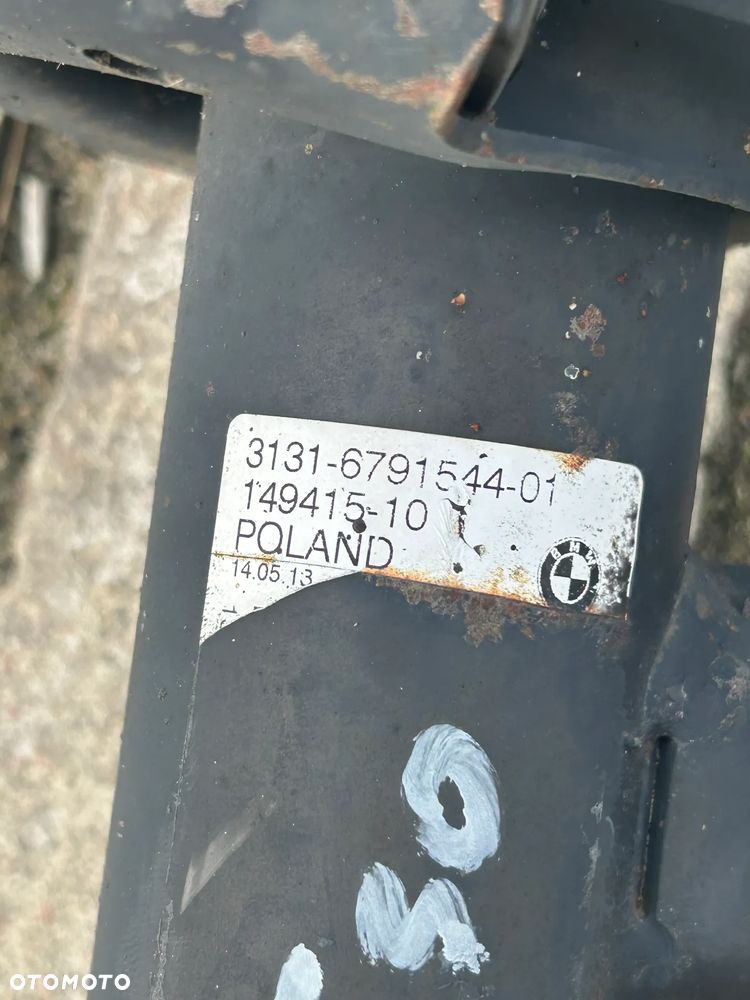 3131-6791544-01
149415-10
POLAND
14.05.13
BMW
OTOMOTO